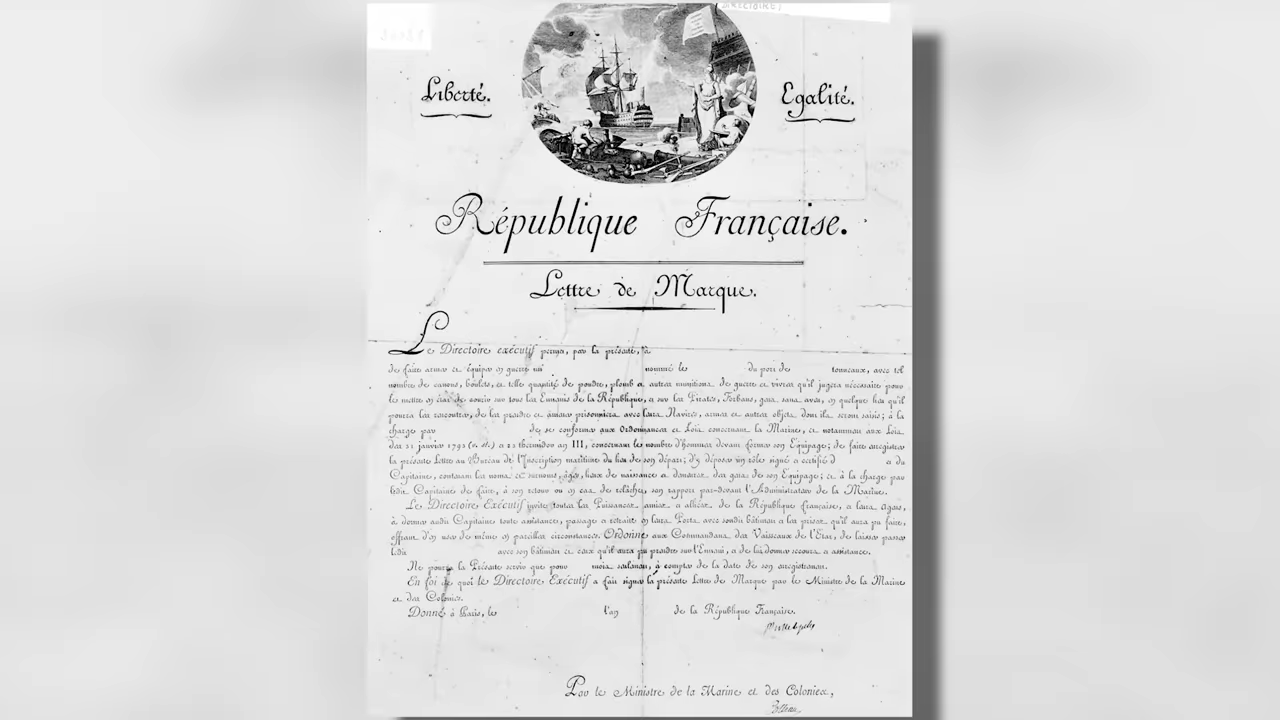 Liberté. Egalité.
République Française.
Lettre de Marque.
Le Directoire exécutif permet, par la présente, à
de faire armer et équiper en guerre un nommé le du port de tonneaux, avec tel
nombre de canons, boulets, et telle quantité de poudre, plomb et autres munitions de guerre et vivres qu'il jugera nécessaire pour
le mettre en état de courir sur tous les Ennemis de la République, et sur les Pirates, Forbans, gens sans aveu, en quelque lieu qu'il
pourra les rencontrer, de les prendre et amener prisonniers avec leurs Navires, armes et autres objets dont ils seront saisis; à la
charge par de se conformer aux Ordonnances et Loix concernant la Marine, et notamment aux Loix
des 31 janvier 1793 (v. st.) et 23 thermidor an III, concernant le nombre d'hommes devant former son Equipage; de faire enregistrer
la présente Lettre au Bureau de l'Inscription maritime du lieu de son départ; d'y déposer un rôle signé et certifié d et du
Capitaine, contenant les noms et surnoms, âges, lieux de naissance et demeures des gens de son Equipage; et à la charge par
ledit Capitaine de faire, à son retour ou en cas de relâche, son rapport par-devant l'Administrateur de la Marine.
Le Directoire Exécutif invite toutes les Puissances amies et alliées de la République française, et leurs Agens,
à donner audit Capitaine toute assistance, passage et retraite en leurs Ports avec sondit bâtiment et les prises qu'il aura pu faire,
offrant d'en user de même en pareilles circonstances. Ordonne aux Commandans des Vaisseaux de l'Etat, de laisser passer
ledit avec son bâtiment et ceux qu'il aura pu prendre sur l'Ennemi, et de lui donner secours et assistance.
Ne pourra la Présente servir que pour mois seulement, à compter de la date de son enregistrement.
En foi de quoi le Directoire Exécutif a fait signer la présente Lettre de Marque par le Ministre de la Marine
et des Colonies.
Donné à Paris, le l'an de la République Française.
Par le Ministre de la Marine et des Colonies,